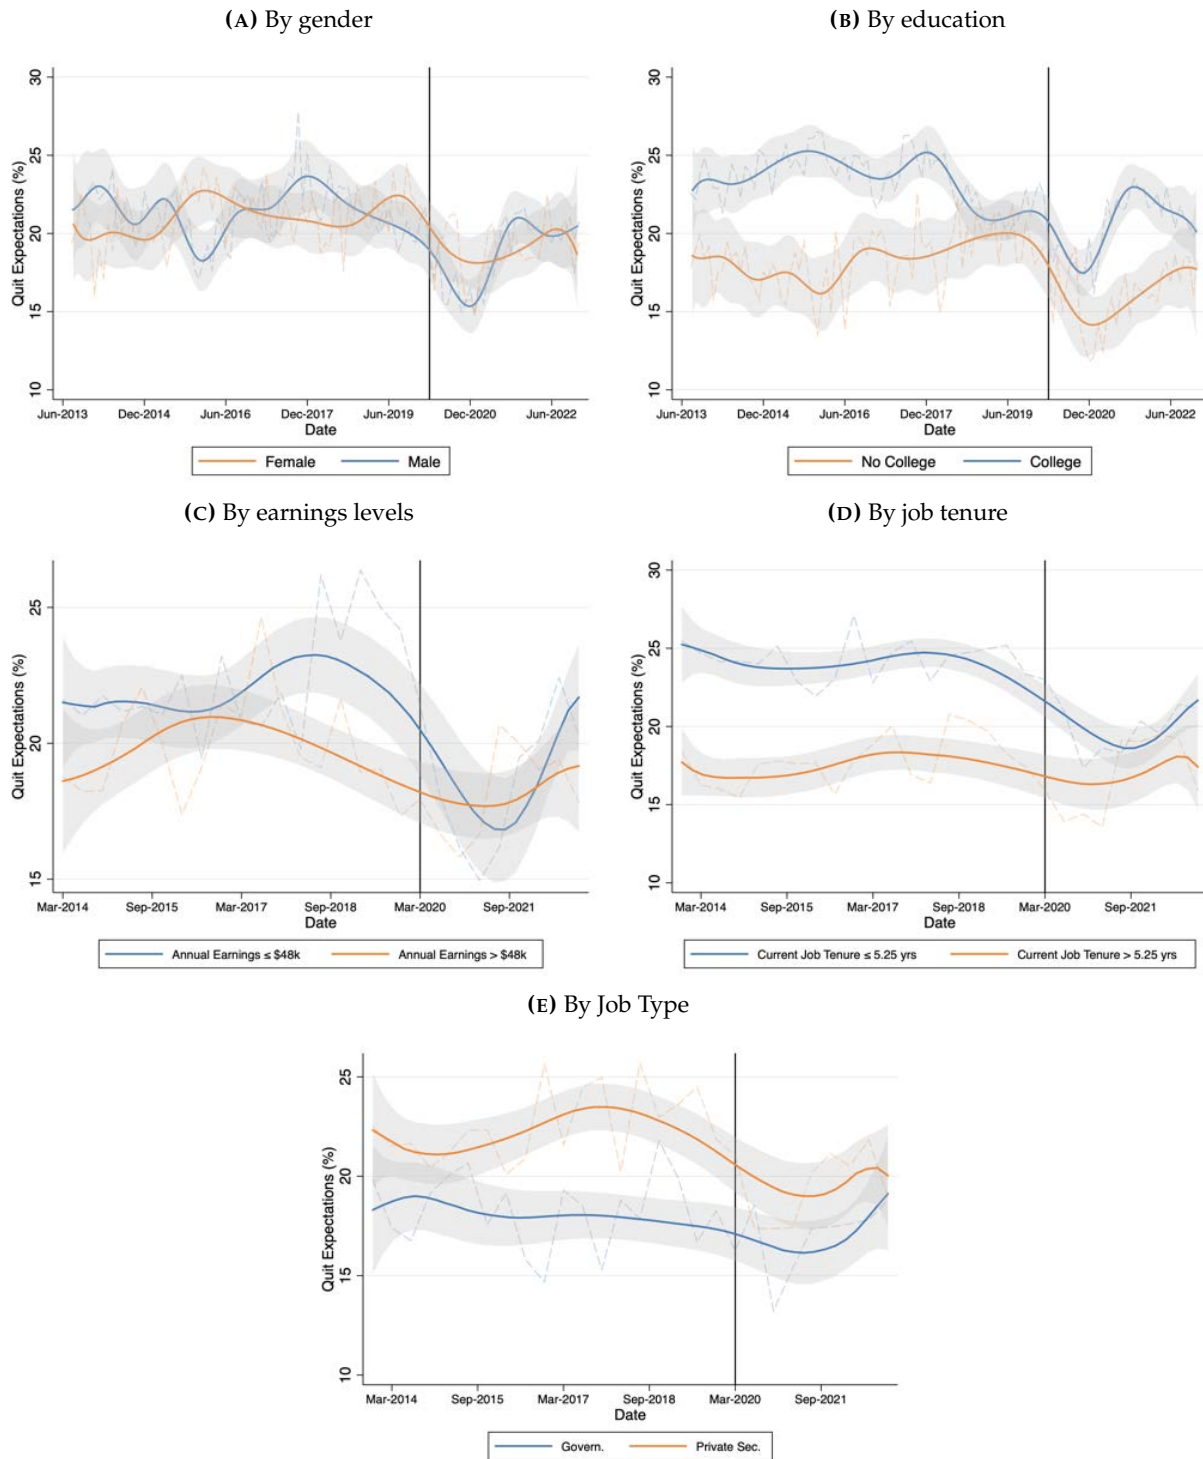 (A) By gender
Quit Expectations (%)
30
25
20
15
10
Jun-2013 Dec-2014 Jun-2016 Dec-2017 Jun-2019 Dec-2020 Jun-2022
Date
Female Male
(B) By education
Quit Expectations (%)
30
25
20
15
10
Jun-2013 Dec-2014 Jun-2016 Dec-2017 Jun-2019 Dec-2020 Jun-2022
Date
No College College
(C) By earnings levels
Quit Expectations (%)
25
20
15
Mar-2014 Sep-2015 Mar-2017 Sep-2018 Mar-2020 Sep-2021
Date
Annual Earnings ≤ $48k Annual Earnings > $48k
(D) By job tenure
Quit Expectations (%)
30
25
20
15
10
Mar-2014 Sep-2015 Mar-2017 Sep-2018 Mar-2020 Sep-2021
Date
Current Job Tenure ≤ 5.25 yrs Current Job Tenure > 5.25 yrs
(E) By Job Type
Quit Expectations (%)
25
20
15
10
Mar-2014 Sep-2015 Mar-2017 Sep-2018 Mar-2020 Sep-2021
Date
Govern. Private Sec.